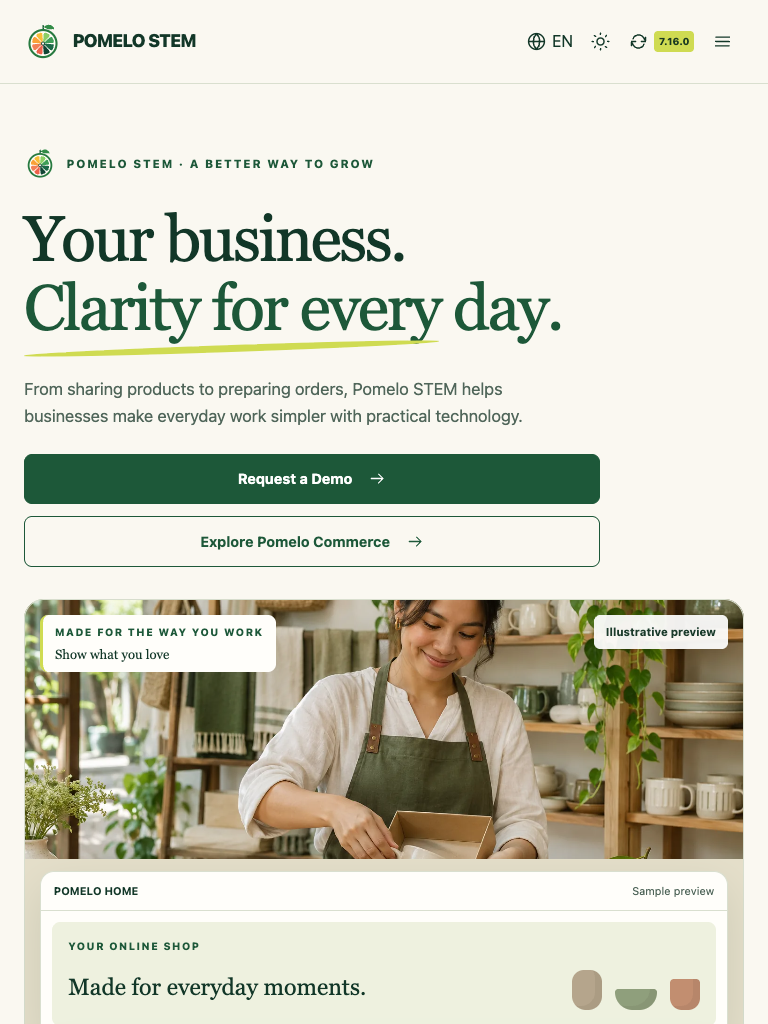 POMELO STEM
EN
7.16.0
POMELO STEM · A BETTER WAY TO GROW
Your business.
Clarity for every day.
From sharing products to preparing orders, Pomelo STEM helps
businesses make everyday work simpler with practical technology.
Request a Demo →
Explore Pomelo Commerce →
MADE FOR THE WAY YOU WORK
Show what you love
Illustrative preview
POMELO HOME
Sample preview
YOUR ONLINE SHOP
Made for everyday moments.